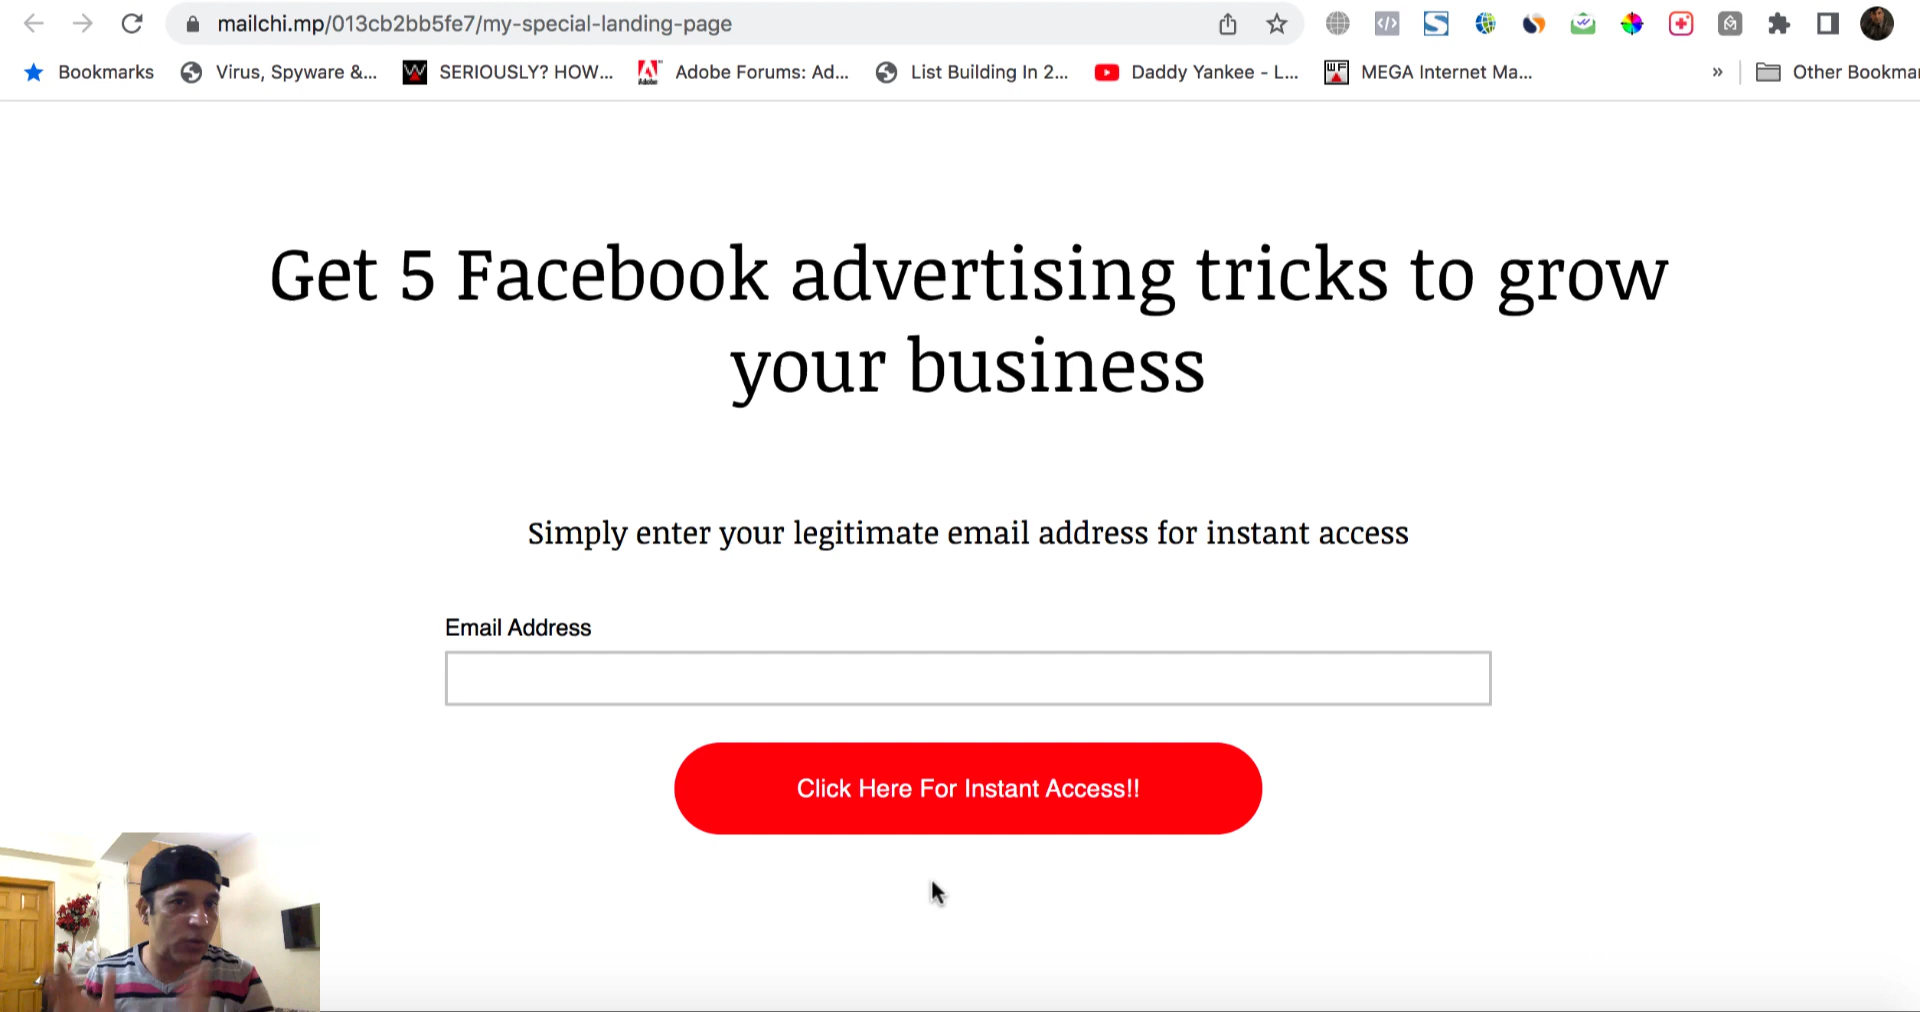 mailchi.mp/013cb2bb5fe7/my-special-landing-page
Bookmarks Virus, Spyware &... SERIOUSLY? HOW... Adobe Forums: Ad... List Building In 2... Daddy Yankee - L... MEGA Internet Ma... » Other Bookmar
Get 5 Facebook advertising tricks to grow
your business
Simply enter your legitimate email address for instant access
Email Address
Click Here For Instant Access!!